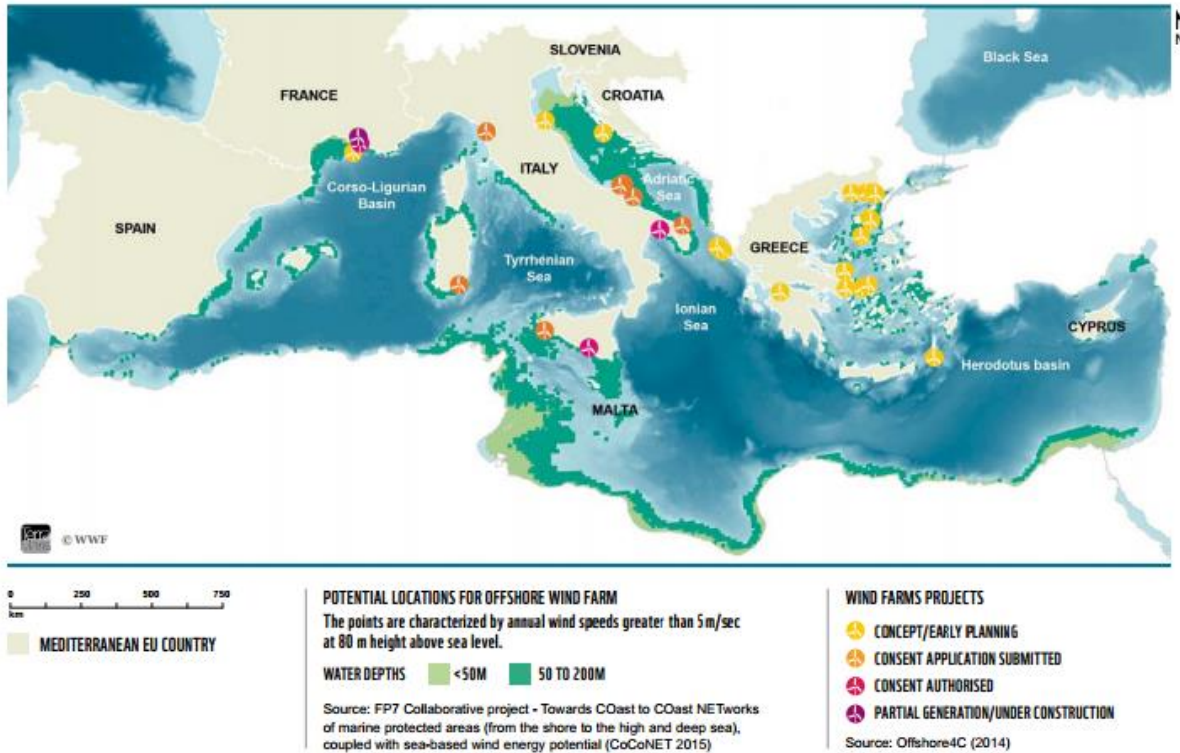 SLOVENIA
Black Sea
FRANCE
CROATIA
ITALY
Adriatic
Sea
Corso-Ligurian
Basin
SPAIN
GREECE
Tyrrhenian
Sea
Ionian
Sea
CYPRUS
Herodotus basin
MALTA
© WWF
0 250 500 750
km
MEDITERRANEAN EU COUNTRY
POTENTIAL LOCATIONS FOR OFFSHORE WIND FARM
The points are characterized by annual wind speeds greater than 5 m/sec
at 80 m height above sea level.
WATER DEPTHS <50M 50 TO 200M
Source: FP7 Collaborative project - Towards COast to COast NETworks
of marine protected areas (from the shore to the high and deep sea),
coupled with sea-based wind energy potential (CoCoNET 2015)
WIND FARMS PROJECTS
CONCEPT/EARLY PLANNING
CONSENT APPLICATION SUBMITTED
CONSENT AUTHORISED
PARTIAL GENERATION/UNDER CONSTRUCTION
Source: Offshore4C (2014)